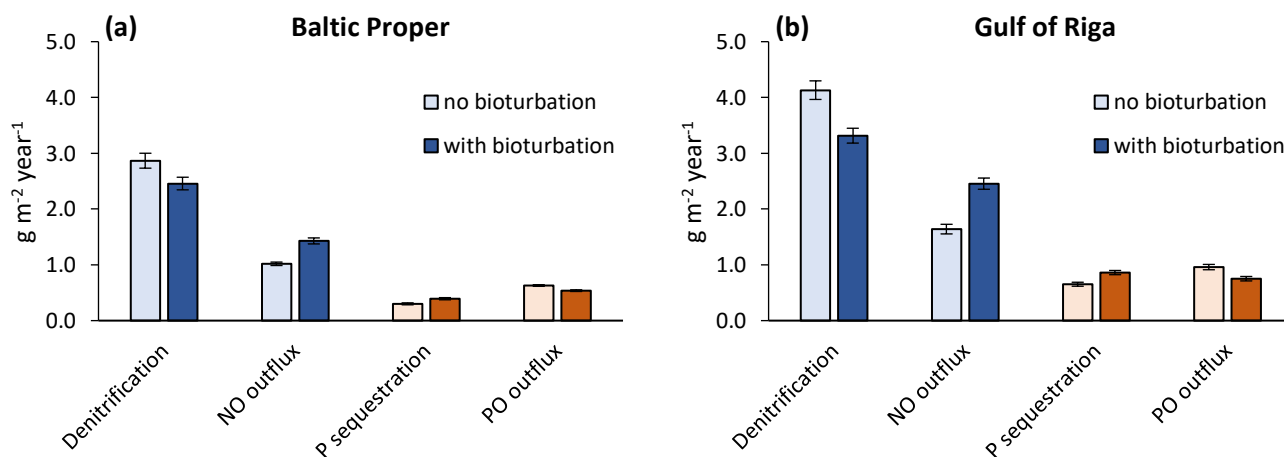 (a) Baltic Proper
g m-2 year-1
5.0
4.0
3.0
2.0
1.0
0.0
no bioturbation
with bioturbation
Denitrification
NO outflux
P sequestration
PO outflux
(b) Gulf of Riga
g m-2 year-1
5.0
4.0
3.0
2.0
1.0
0.0
no bioturbation
with bioturbation
Denitrification
NO outflux
P sequestration
PO outflux